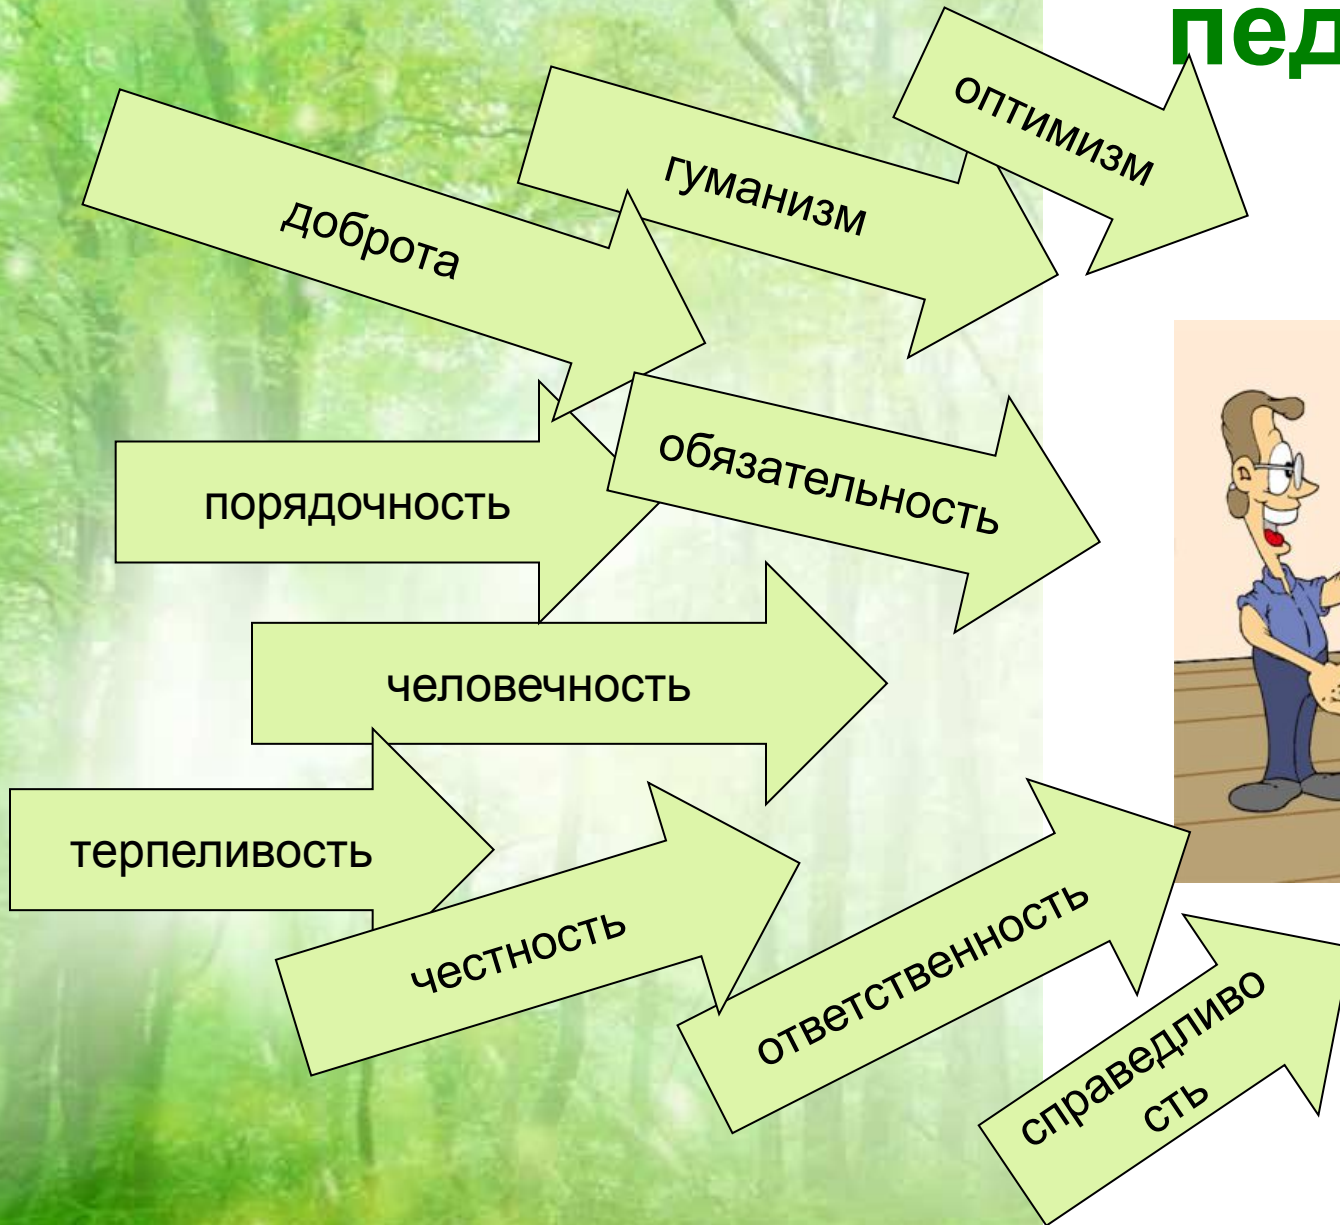 пед
оптимизм
гуманизм
доброта
обязательность
порядочность
человечность
терпеливость
честность
ответственность
справедливо
сть